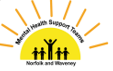 Mental Health Support Teams
Norfolk and Waveney